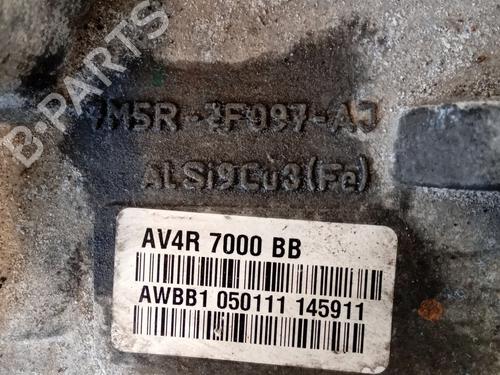 B-PARTS
7M5R-7F097-AJ
ALSi9Cu3(Fe)
AV4R 7000 BB
AWBB1 050111 145911